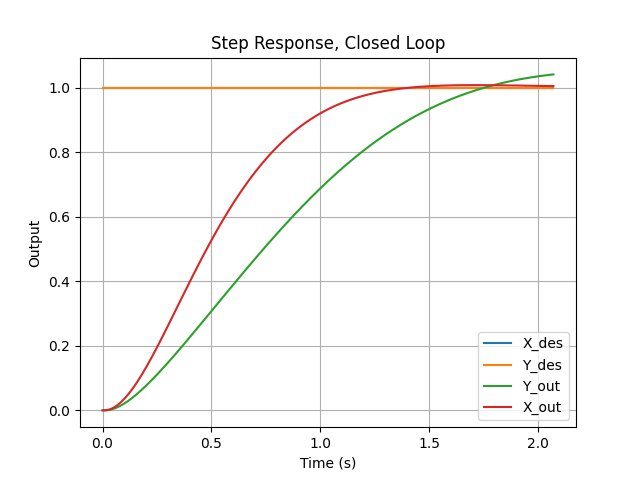 Step Response, Closed Loop
1.0
0.8
0.6
0.4
0.2
0.0
Output
X_des
Y_des
Y_out
X_out
0.0 0.5 1.0 1.5 2.0
Time (s)